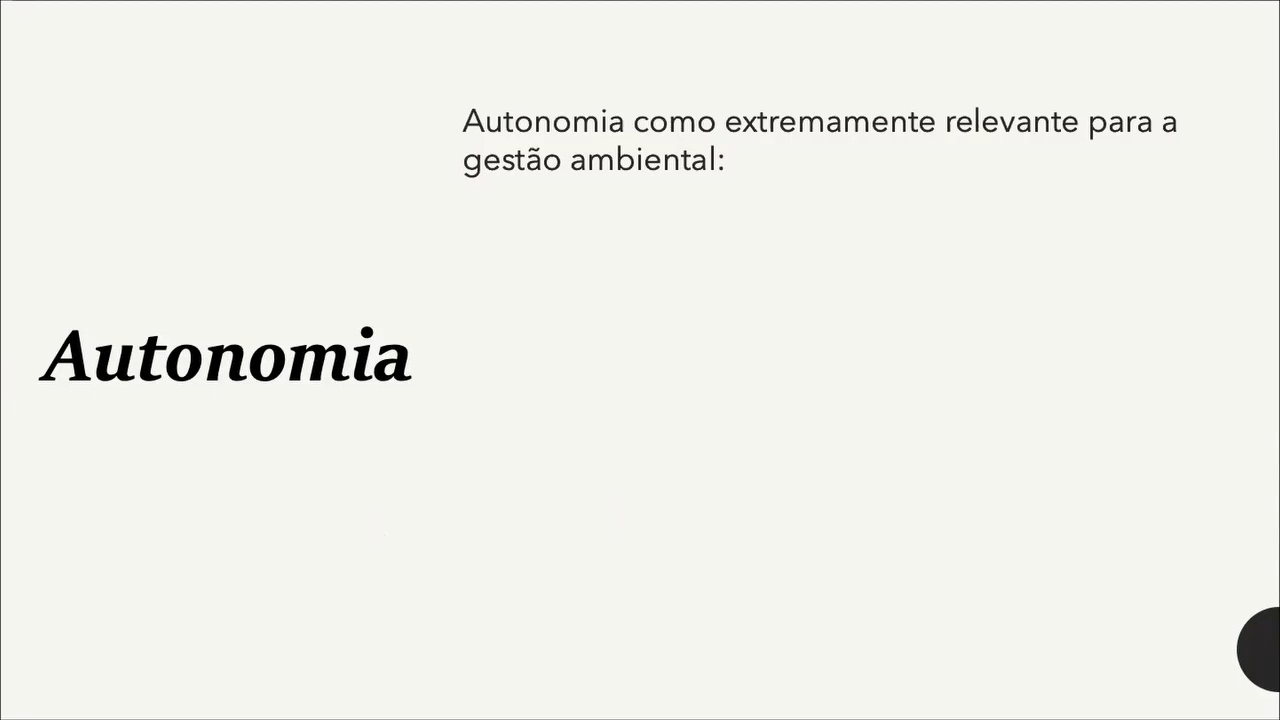 Autonomia como extremamente relevante para a
gestão ambiental:
Autonomia